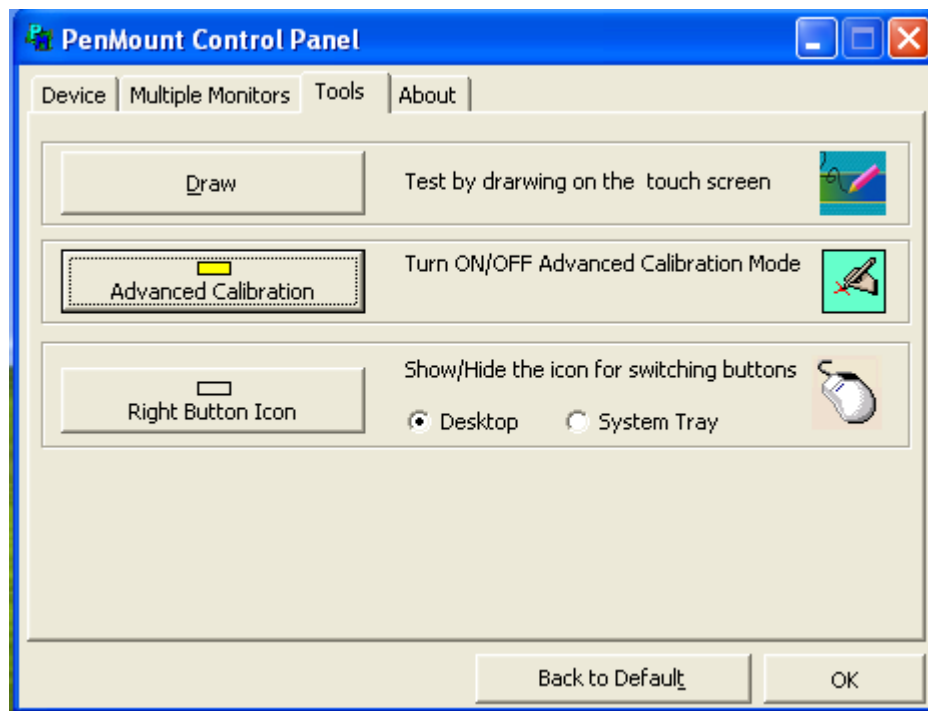 PenMount Control Panel
Device Multiple Monitors Tools About
Draw Test by drarwing on the touch screen
Advanced Calibration Turn ON/OFF Advanced Calibration Mode
Right Button Icon Show/Hide the icon for switching buttons
Desktop System Tray
Back to Default OK